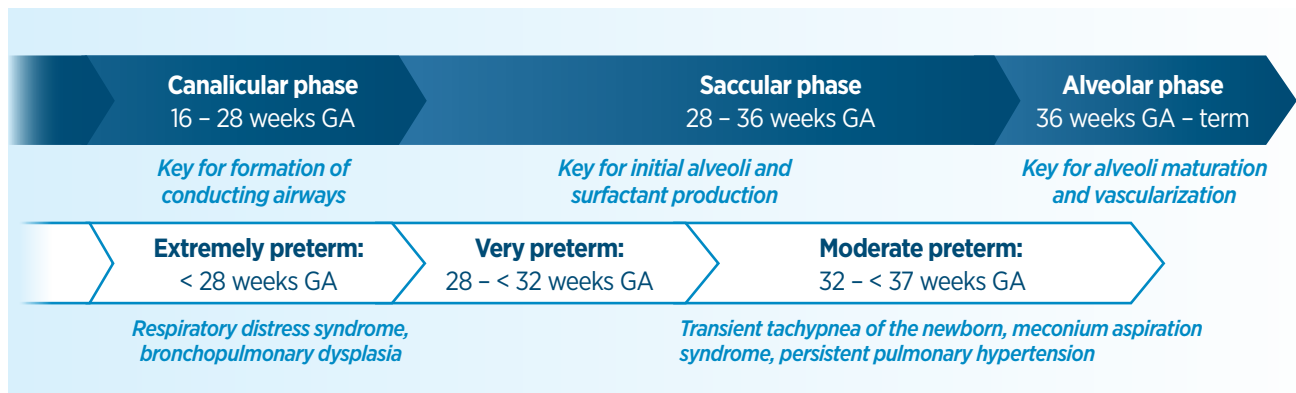 Canalicular phase
16 – 28 weeks GA
Saccular phase
28 – 36 weeks GA
Alveolar phase
36 weeks GA – term
Key for formation of
conducting airways
Key for initial alveoli and
surfactant production
Key for alveoli maturation
and vascularization
Extremely preterm:
< 28 weeks GA
Very preterm:
28 – < 32 weeks GA
Moderate preterm:
32 – < 37 weeks GA
Respiratory distress syndrome,
bronchopulmonary dysplasia
Transient tachypnea of the newborn, meconium aspiration
syndrome, persistent pulmonary hypertension